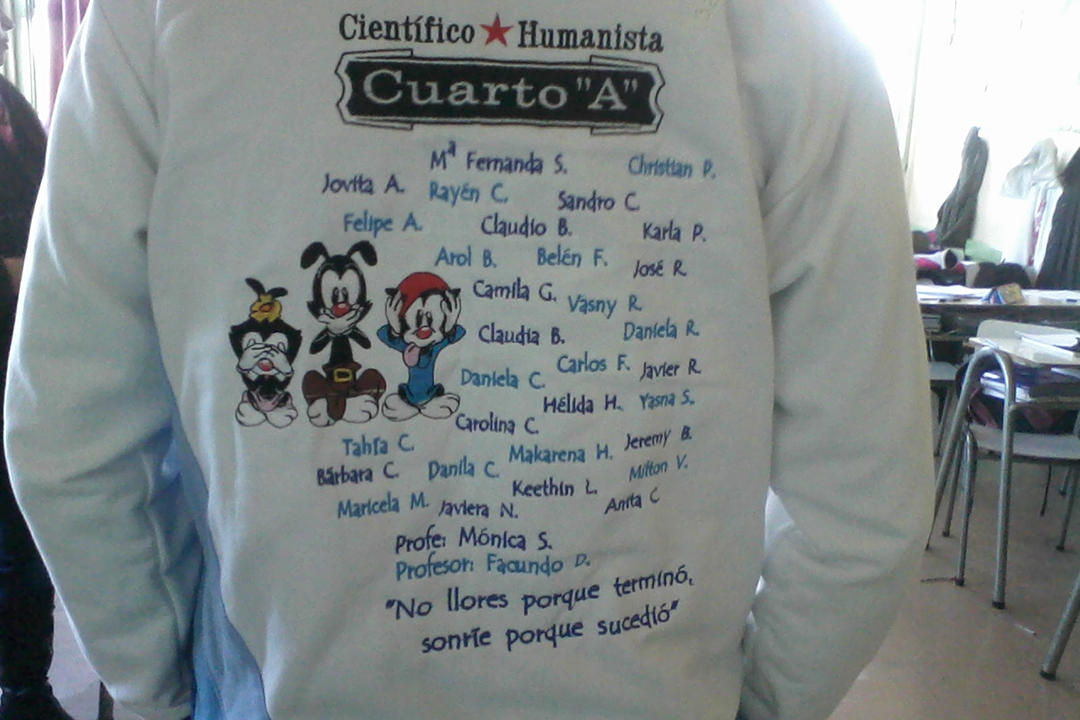 Científico ★ Humanista
Cuarto "A"
Mª Fernanda S. Christian P.
Jovita A. Rayén C. Sandro C.
Felipe A. Claudio B. Karla P.
Arol B. Belén F. José R.
Camila G. Yasny R.
Claudia B. Daniela R.
Daniela C. Carlos F. Javier R.
Hélida H. Yasna S.
Carolina C.
Tahía C. Makarena H. Jeremy B.
Bárbara C. Danila C. Milton V.
Maricela M. Javiera N. Keethin L. Anita C
Profe: Mónica S.
Profesor: Facundo D.
"No llores porque terminó,
sonríe porque sucedió"